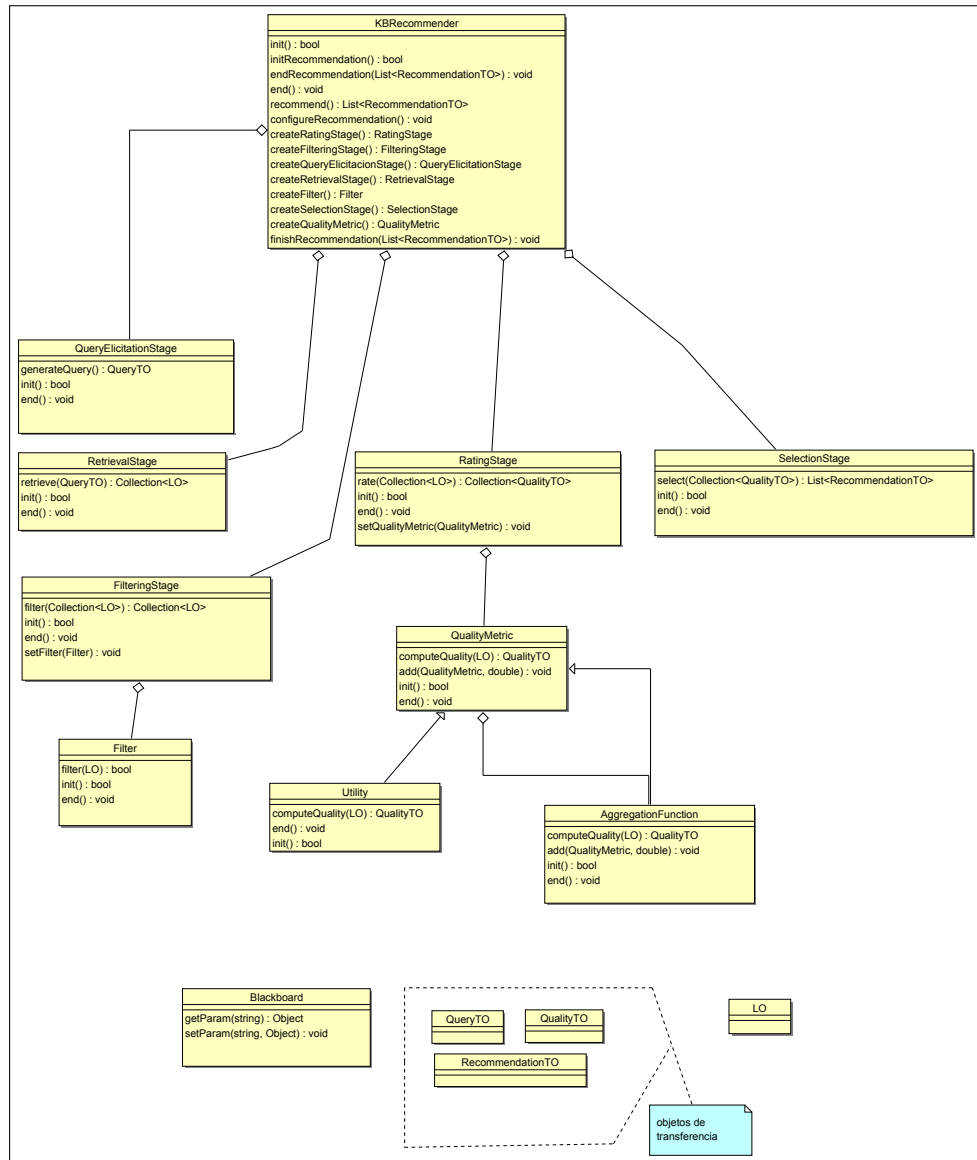 KBRecommender
init() : bool
initRecommendation() : bool
endRecommendation(List<RecommendationTO>) : void
end() : void
recommend() : List<RecommendationTO>
configureRecommendation() : void
createRatingStage() : RatingStage
createFilteringStage() : FilteringStage
createQueryElicitacionStage() : QueryElicitationStage
createRetrievalStage() : RetrievalStage
createFilter() : Filter
createSelectionStage() : SelectionStage
createQualityMetric() : QualityMetric
finishRecommendation(List<RecommendationTO>) : void
QueryElicitationStage
generateQuery() : QueryTO
init() : bool
end() : void
RetrievalStage
retrieve(QueryTO) : Collection<LO>
init() : bool
end() : void
RatingStage
rate(Collection<LO>) : Collection<QualityTO>
init() : bool
end() : void
setQualityMetric(QualityMetric) : void
SelectionStage
select(Collection<QualityTO>) : List<RecommendationTO>
init() : bool
end() : void
FilteringStage
filter(Collection<LO>) : Collection<LO>
init() : bool
end() : void
setFilter(Filter) : void
QualityMetric
computeQuality(LO) : QualityTO
add(QualityMetric, double) : void
init() : bool
end() : void
Filter
filter(LO) : bool
init() : bool
end() : void
Utility
computeQuality(LO) : QualityTO
end() : void
init() : bool
AggregationFunction
computeQuality(LO) : QualityTO
add(QualityMetric, double) : void
init() : bool
end() : void
Blackboard
getParam(string) : Object
setParam(string, Object) : void
QueryTO
QualityTO
RecommendationTO
LO
objetos de
transferencia